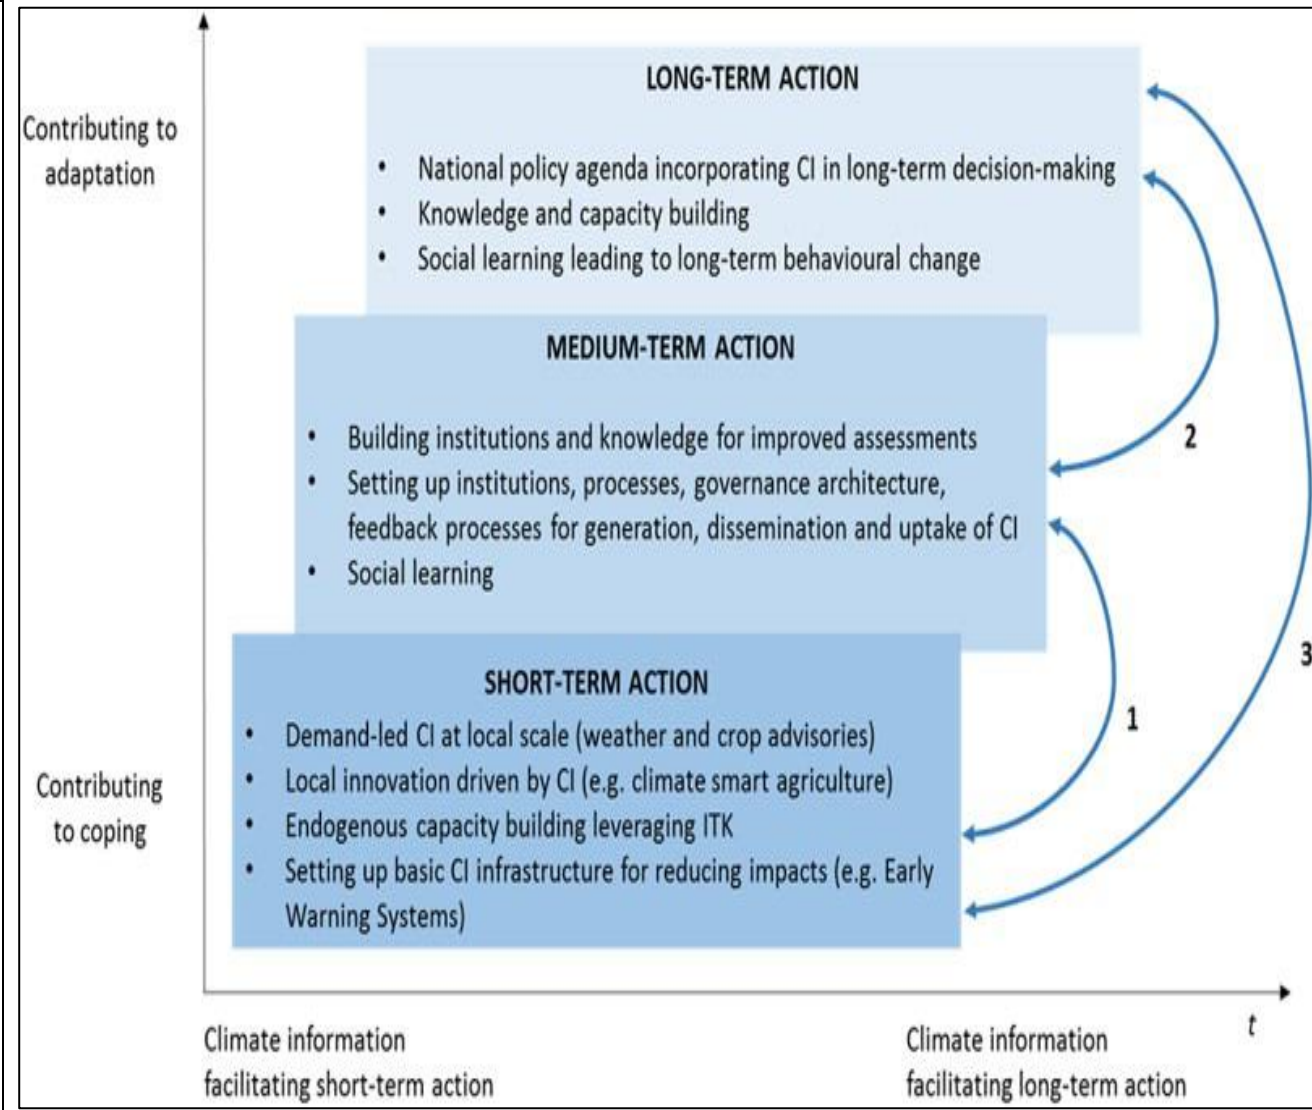 LONG-TERM ACTION
Contributing to
adaptation
• National policy agenda incorporating CI in long-term decision-making
• Knowledge and capacity building
• Social learning leading to long-term behavioural change
MEDIUM-TERM ACTION
• Building institutions and knowledge for improved assessments
• Setting up institutions, processes, governance architecture,
feedback processes for generation, dissemination and uptake of CI
• Social learning
2
SHORT-TERM ACTION
• Demand-led CI at local scale (weather and crop advisories)
• Local innovation driven by CI (e.g. climate smart agriculture)
• Endogenous capacity building leveraging ITK
• Setting up basic CI infrastructure for reducing impacts (e.g. Early
Warning Systems)
1
3
Contributing
to coping
Climate information
facilitating short-term action
Climate information
facilitating long-term action
t